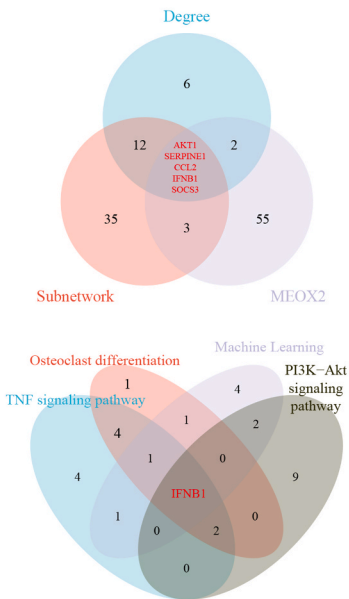 Degree
6
12
AKT1
SERPINE1
CCL2
IFNB1
SOCS3
2
35
3
55
Subnetwork
MEOX2
Machine Learning
Osteoclast differentiation
PI3K−Akt
signaling
pathway
TNF signaling pathway
1
4
1
2
4
4
1
0
9
IFNB1
1
0
2
0
0